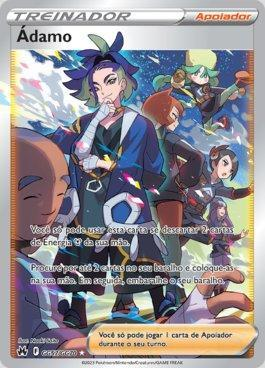 TREINADOR
Apoiador
Ádamo
Você só pode usar esta carta se descartar 2 cartas
de Energia da sua mão.
Procure por até 2 cartas no seu baralho e coloque-as
na sua mão. Em seguida, embaralhe o seu baralho.
Você só pode jogar 1 carta de Apoiador
durante o seu turno.
©2023 Pokémon/Nintendo/Creatures/GAME FREAK